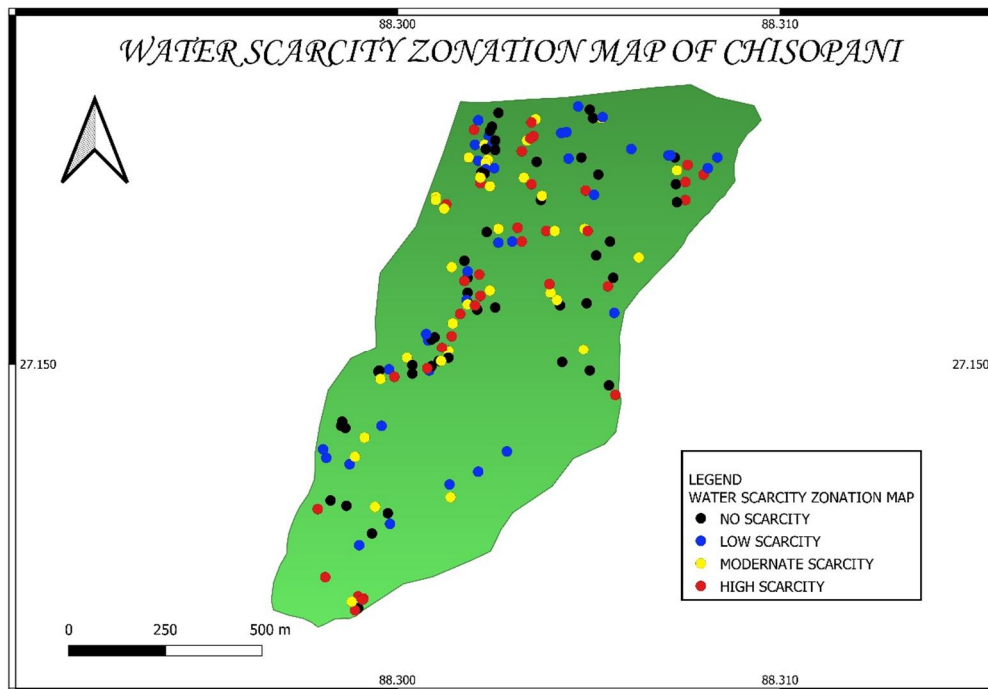 88.300 88.310
WATER SCARCITY ZONATION MAP OF CHISOPANI
27.150 27.150
LEGEND
WATER SCARCITY ZONATION MAP
NO SCARCITY
LOW SCARCITY
MODERNATE SCARCITY
HIGH SCARCITY
0 250 500 m
88.300 88.310